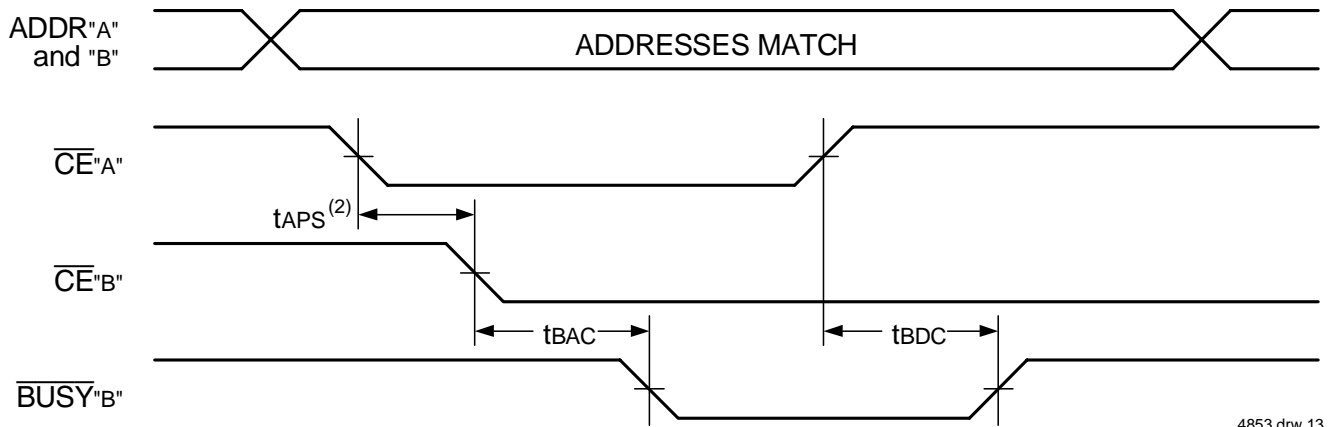 ADDR"A"
and "B"
ADDRESSES MATCH
CE"A"
tAPS(2)
CE"B"
tBAC
tBDC
BUSY"B"
4853 drw 13